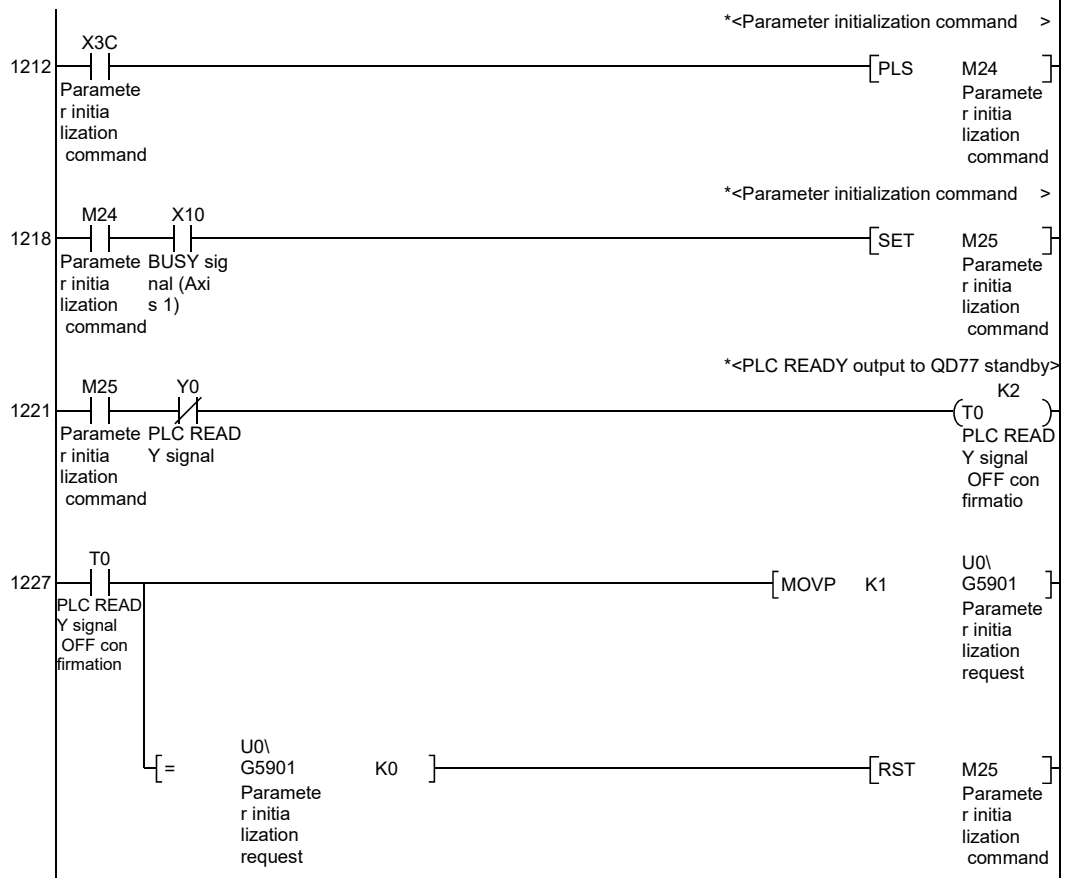 *<Parameter initialization command >
X3C
1212
PLS M24
Paramete
r initia
lization
command
Paramete
r initia
lization
command
*<Parameter initialization command >
M24 X10
1218
SET M25
Paramete
r initia
lization
command
BUSY sig
nal (Axi
s 1)
Paramete
r initia
lization
command
*<PLC READY output to QD77 standby>
M25 Y0
K2
1221
T0
Paramete
r initia
lization
command
PLC READ
Y signal
PLC READ
Y signal
OFF con
firmatio
T0
1227
MOVP K1
U0\
G5901
PLC READ
Y signal
OFF con
firmation
Paramete
r initia
lization
request
=
U0\
G5901
K0
RST M25
Paramete
r initia
lization
request
Paramete
r initia
lization
command